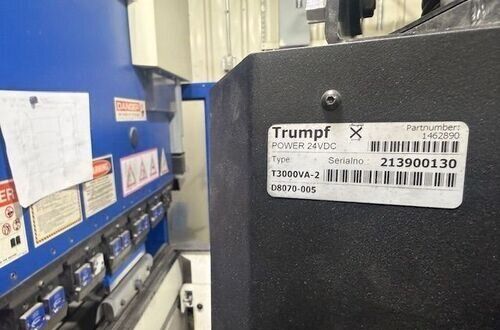 DANGER
Trumpf
Partnumber:
1462890
POWER 24VDC
Type
Serialno.: 213900130
T3000VA-2
D8070-005